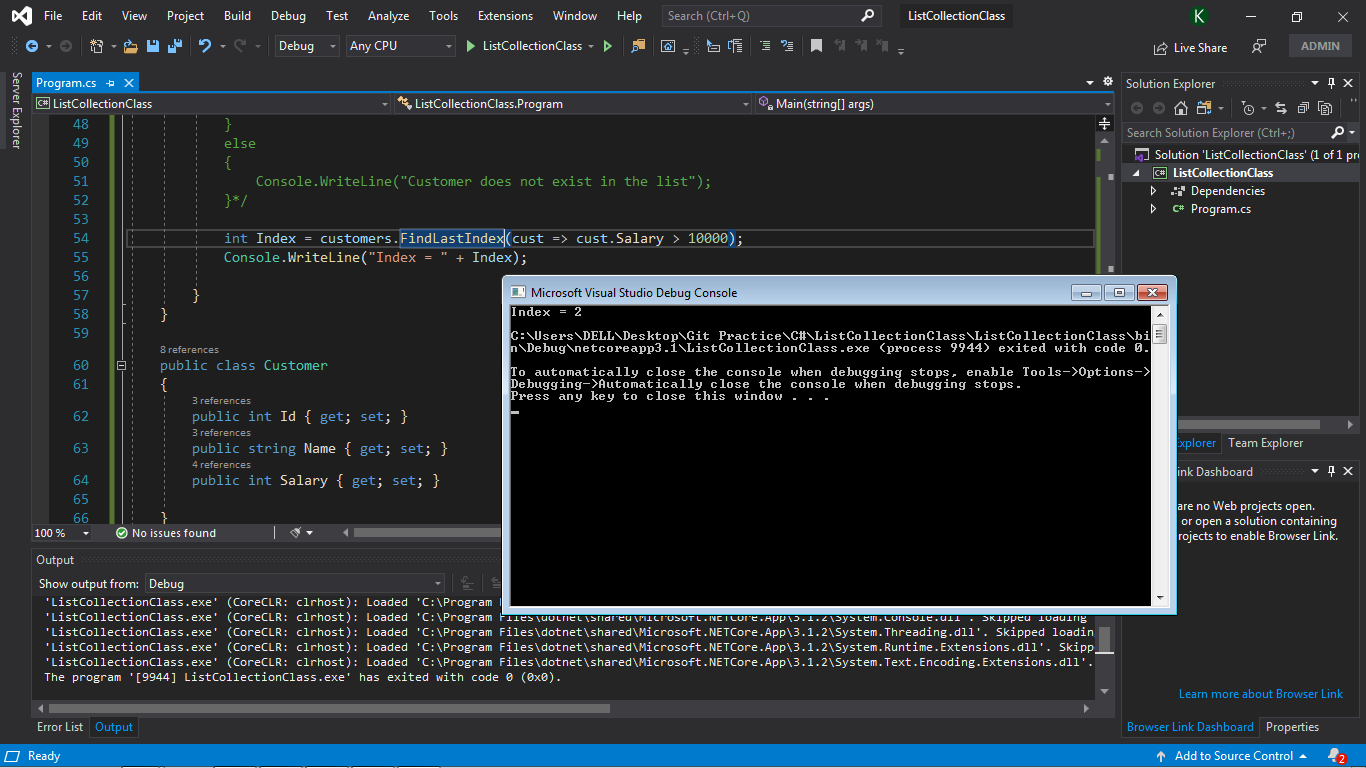 File Edit View Project Build Debug Test Analyze Tools Extensions Window Help Search (Ctrl+Q) ListCollectionClass K
Debug Any CPU ListCollectionClass Live Share ADMIN
Server Explorer
Program.cs
C# ListCollectionClass ListCollectionClass.Program Main(string[] args)
48 }
49 else
50 {
51 Console.WriteLine("Customer does not exist in the list");
52 }*/
53
54 int Index = customers.FindLastIndex(cust => cust.Salary > 10000);
55 Console.WriteLine("Index = " + Index);
56
57 }
58 }
59
8 references
60 public class Customer
61 {
3 references
62 public int Id { get; set; }
3 references
63 public string Name { get; set; }
4 references
64 public int Salary { get; set; }
65
66 }
100 % No issues found
Microsoft Visual Studio Debug Console
Index = 2
C:\Users\DELL\Desktop\Git Practice\C#\ListCollectionClass\ListCollectionClass\bi
n\Debug\netcoreapp3.1\ListCollectionClass.exe (process 9944) exited with code 0.
To automatically close the console when debugging stops, enable Tools->Options->
Debugging->Automatically close the console when debugging stops.
Press any key to close this window . . .
Solution Explorer
Search Solution Explorer (Ctrl+;)
Solution 'ListCollectionClass' (1 of 1 pr
C# ListCollectionClass
Dependencies
C# Program.cs
Explorer Team Explorer
ink Dashboard
are no Web projects open.
or open a solution containing
rojects to enable Browser Link.
Learn more about Browser Link
Browser Link Dashboard Properties
Output
Show output from: Debug
'ListCollectionClass.exe' (CoreCLR: clrhost): Loaded 'C:\Program F
'ListCollectionClass.exe' (CoreCLR: clrhost): Loaded 'C:\Program Files\dotnet\shared\Microsoft.NETCore.App\3.1.2\System.Console.dll'. Skipped loading
'ListCollectionClass.exe' (CoreCLR: clrhost): Loaded 'C:\Program Files\dotnet\shared\Microsoft.NETCore.App\3.1.2\System.Threading.dll'. Skipped loadin
'ListCollectionClass.exe' (CoreCLR: clrhost): Loaded 'C:\Program Files\dotnet\shared\Microsoft.NETCore.App\3.1.2\System.Runtime.Extensions.dll'. Skipp
'ListCollectionClass.exe' (CoreCLR: clrhost): Loaded 'C:\Program Files\dotnet\shared\Microsoft.NETCore.App\3.1.2\System.Text.Encoding.Extensions.dll'.
The program '[9944] ListCollectionClass.exe' has exited with code 0 (0x0).
Error List Output
Ready Add to Source Control 2